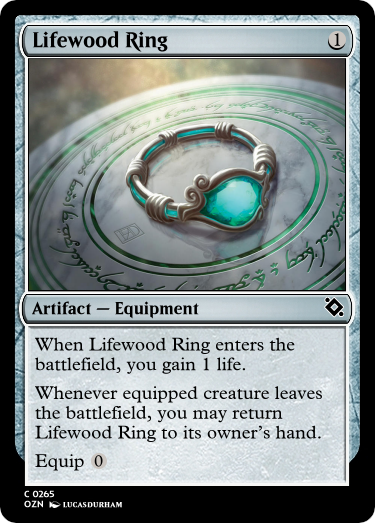 Lifewood Ring 1
Artifact — Equipment
When Lifewood Ring enters the
battlefield, you gain 1 life.
Whenever equipped creature leaves
the battlefield, you may return
Lifewood Ring to its owner's hand.
Equip 0
C 0265
OZN LUCASDURHAM